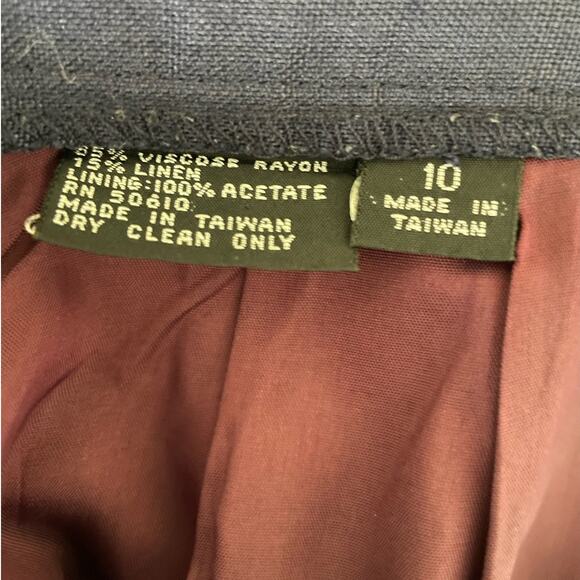 85% VISCOSE RAYON
15% LINEN
LINING:100% ACETATE
RN 50610
MADE IN TAIWAN
DRY CLEAN ONLY
10
MADE IN
TAIWAN